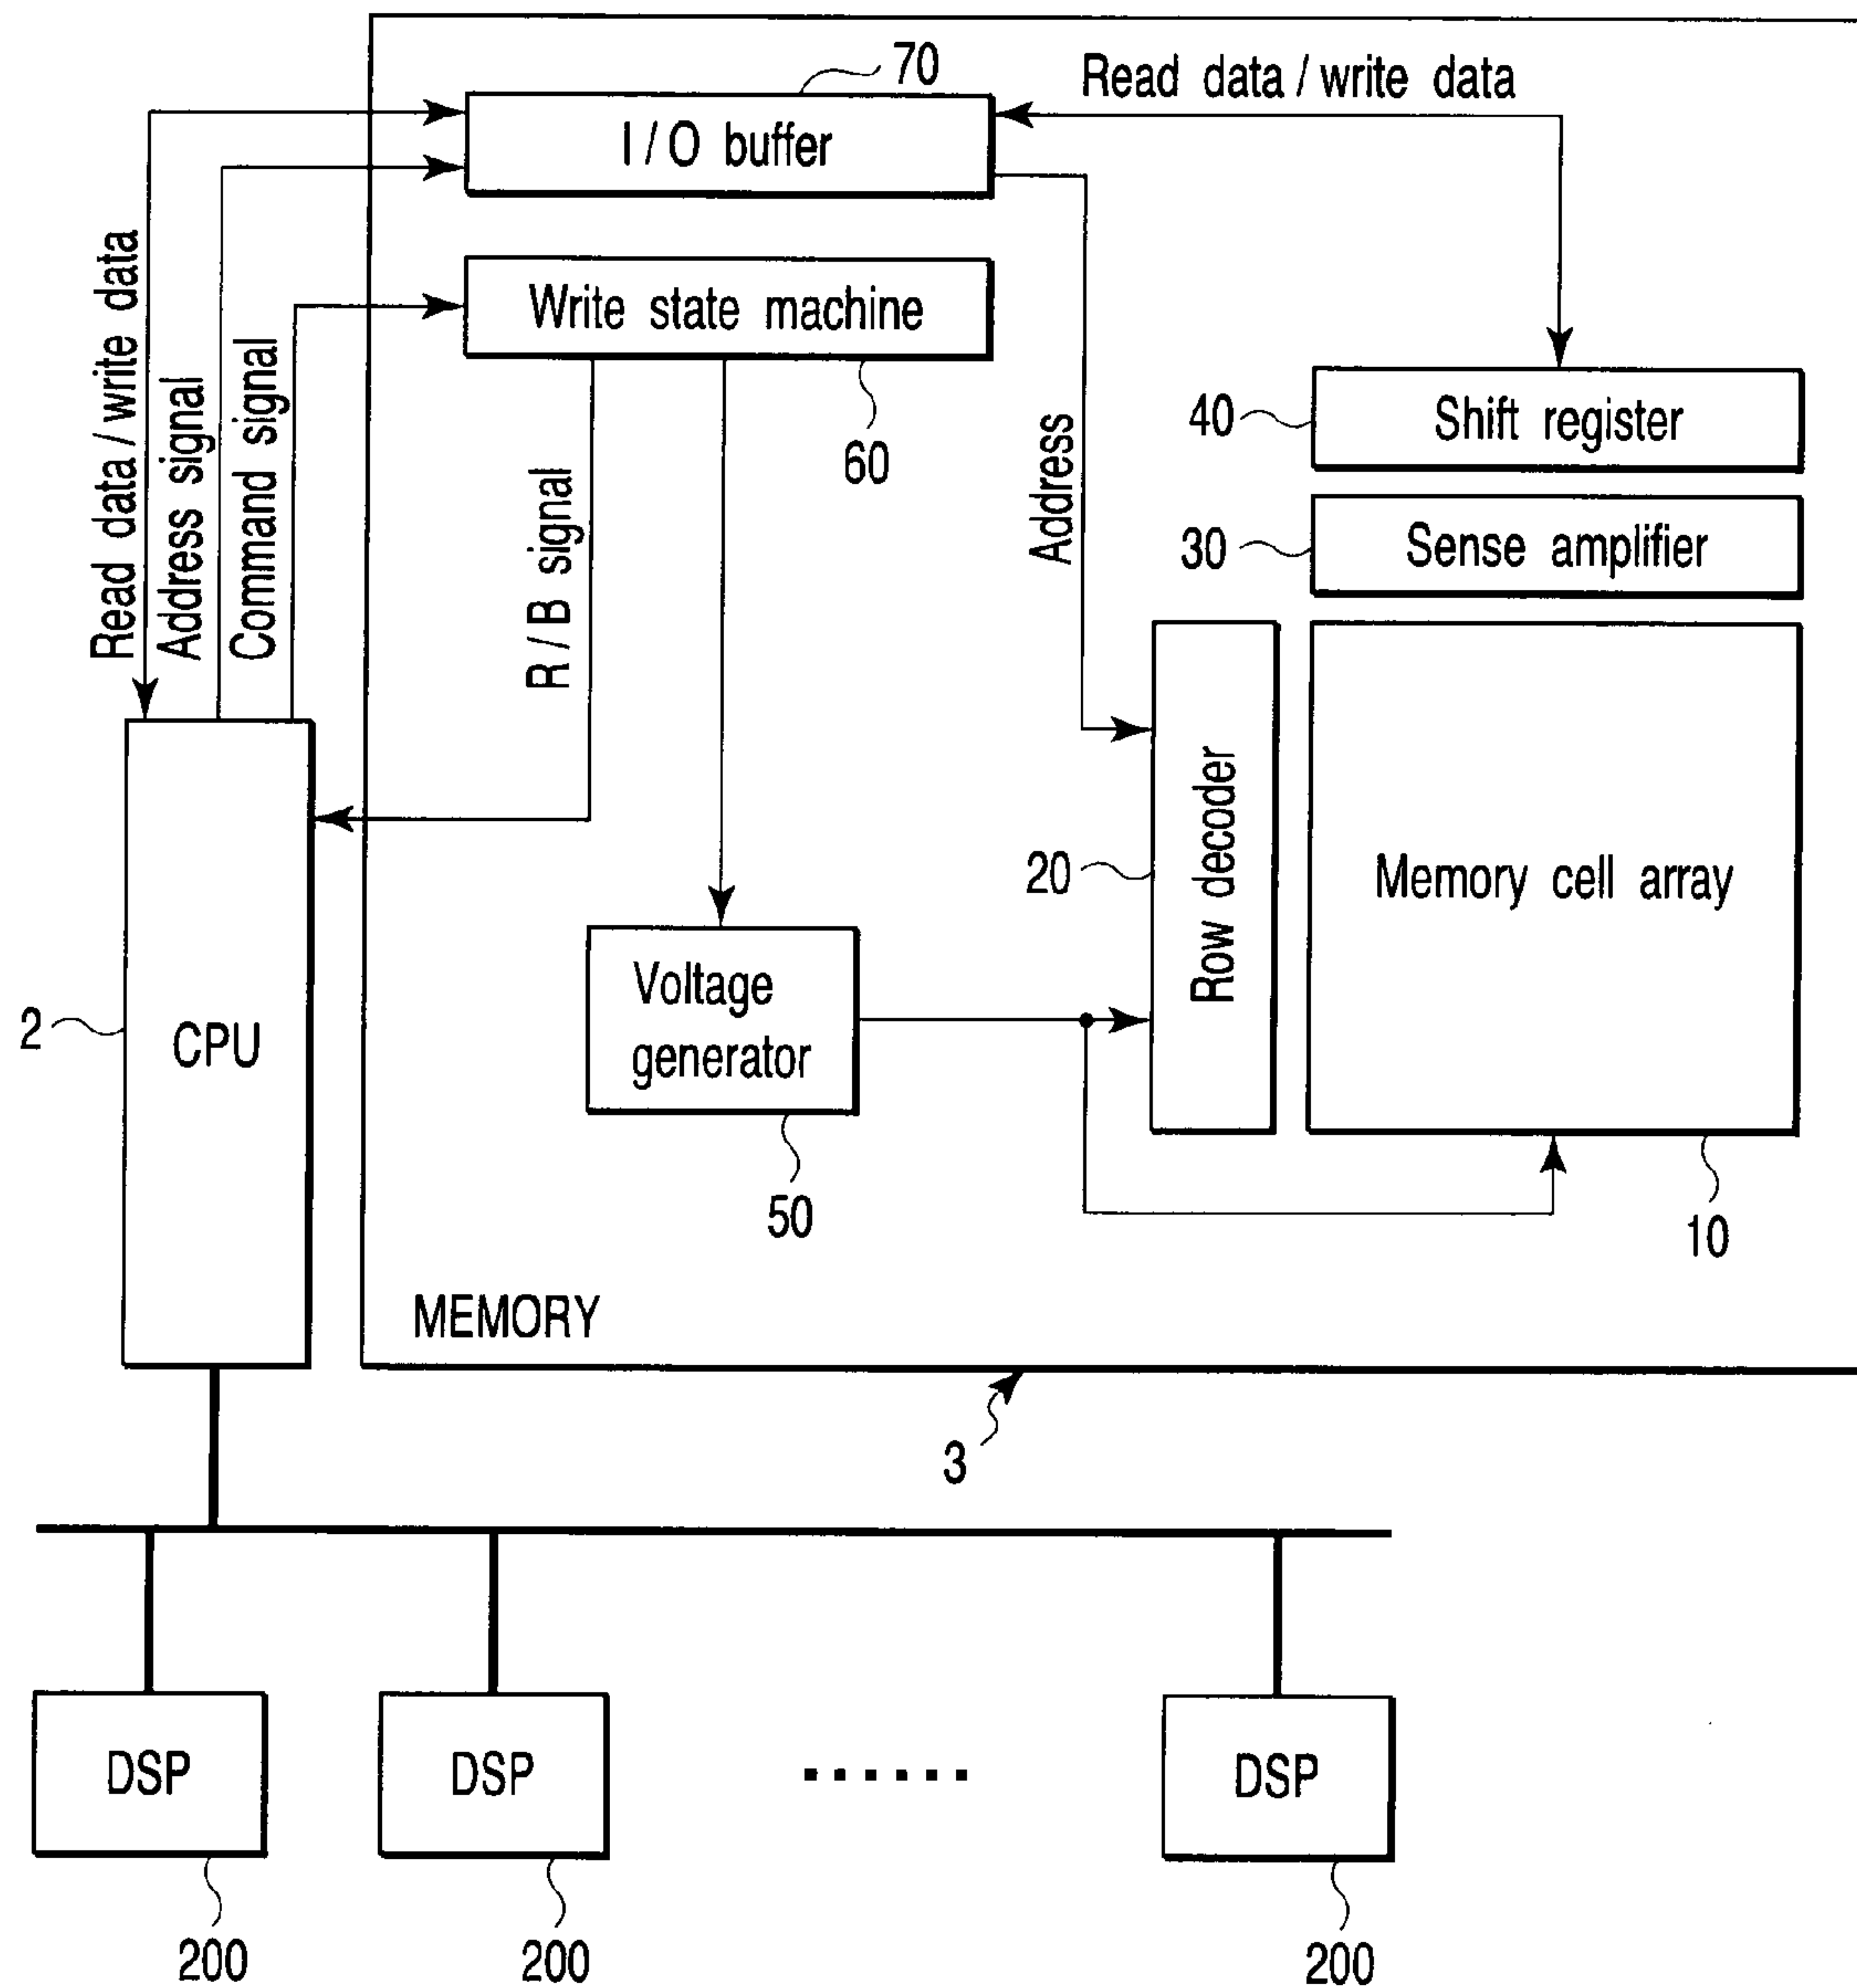 70
Read data / write data
I / O buffer
Read data / write data
Address signal
Command signal
Write state machine
60
R / B signal
Address
40
Shift register
30
Sense amplifier
20
Row decoder
Memory cell array
2
CPU
Voltage
generator
50
10
MEMORY
3
DSP
DSP
......
DSP
200
200
200